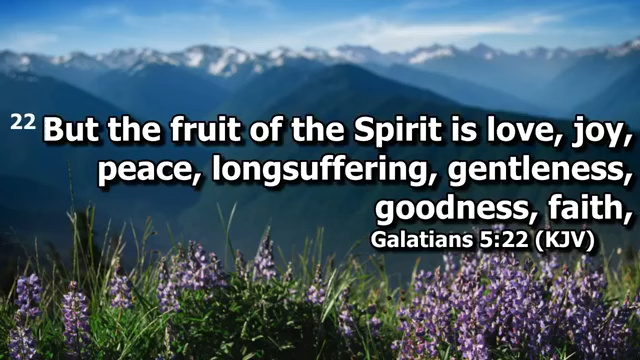 22 But the fruit of the Spirit is love, joy,
peace, longsuffering, gentleness,
goodness, faith,
Galatians 5:22 (KJV)